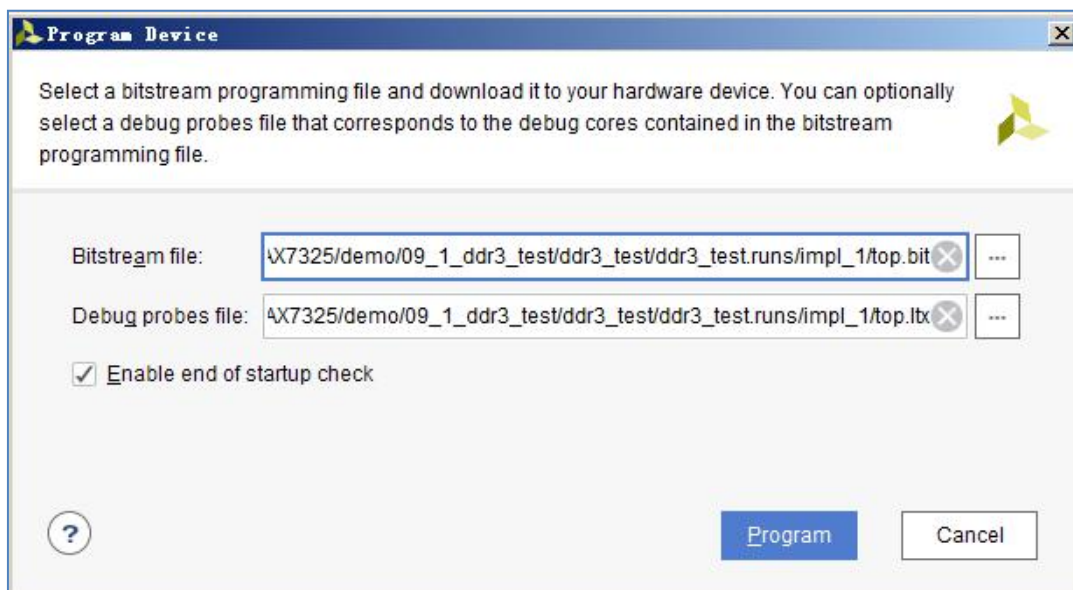 Program Device
Select a bitstream programming file and download it to your hardware device. You can optionally
select a debug probes file that corresponds to the debug cores contained in the bitstream
programming file.
Bitstream file: AX7325/demo/09_1_ddr3_test/ddr3_test/ddr3_test.runs/impl_1/top.bit ...
Debug probes file: AX7325/demo/09_1_ddr3_test/ddr3_test/ddr3_test.runs/impl_1/top.ltx ...
Enable end of startup check
? Program Cancel